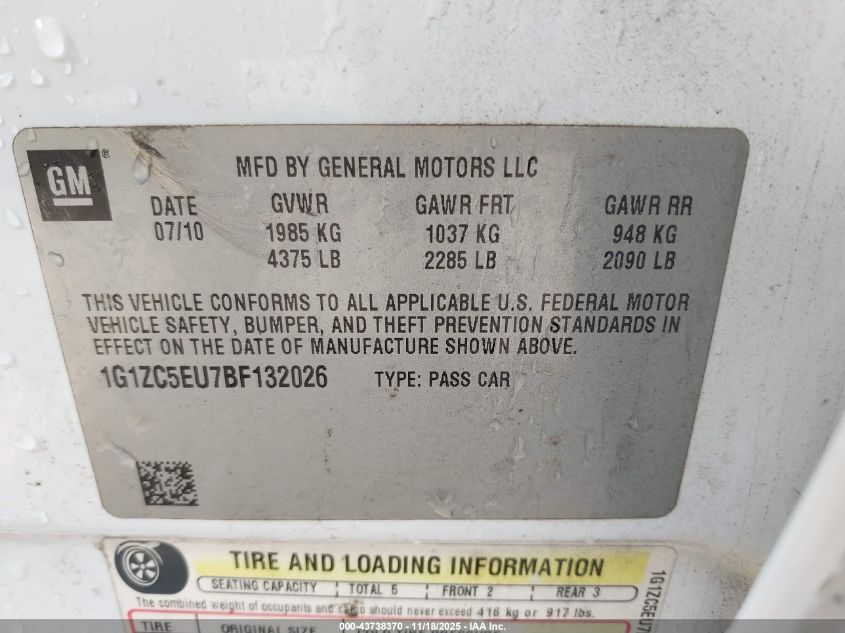 GM ®
MFD BY GENERAL MOTORS LLC
DATE GVWR GAWR FRT GAWR RR
07/10 1985 KG 1037 KG 948 KG
4375 LB 2285 LB 2090 LB
THIS VEHICLE CONFORMS TO ALL APPLICABLE U.S. FEDERAL MOTOR
VEHICLE SAFETY, BUMPER, AND THEFT PREVENTION STANDARDS IN
EFFECT ON THE DATE OF MANUFACTURE SHOWN ABOVE.
1G1ZC5EU7BF132026 TYPE: PASS CAR
TIRE AND LOADING INFORMATION
SEATING CAPACITY TOTAL 5 FRONT 2 REAR 3
The combined weight of occupants and cargo should never exceed 416 kg or 917 lbs.
TIRE ORIGINAL SIZE
1G1ZC5EU7
000-43738370 - 11/18/2025 - IAA Inc.